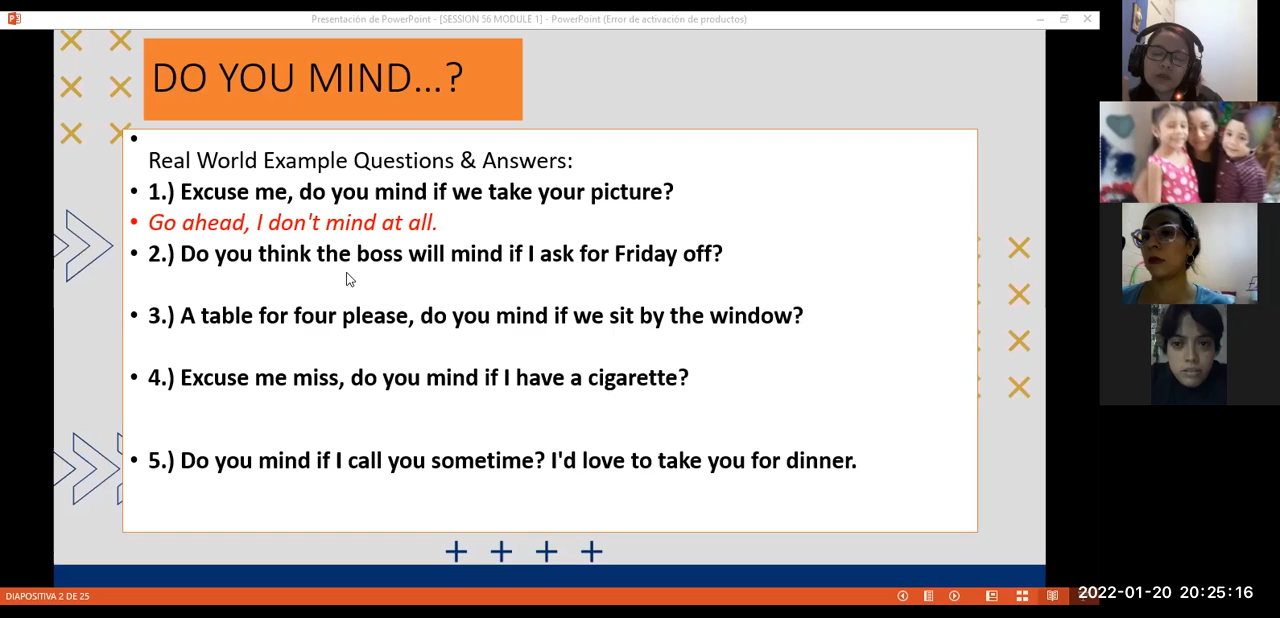 Presentación de PowerPoint - [SESSION 56 MODULE 1] - PowerPoint (Error de activación de productos)
DO YOU MIND...?
Real World Example Questions & Answers:
• 1.) Excuse me, do you mind if we take your picture?
• Go ahead, I don't mind at all.
• 2.) Do you think the boss will mind if I ask for Friday off?
• 3.) A table for four please, do you mind if we sit by the window?
• 4.) Excuse me miss, do you mind if I have a cigarette?
• 5.) Do you mind if I call you sometime? I'd love to take you for dinner.
DIAPOSITIVA 2 DE 25
2022-01-20 20:25:16